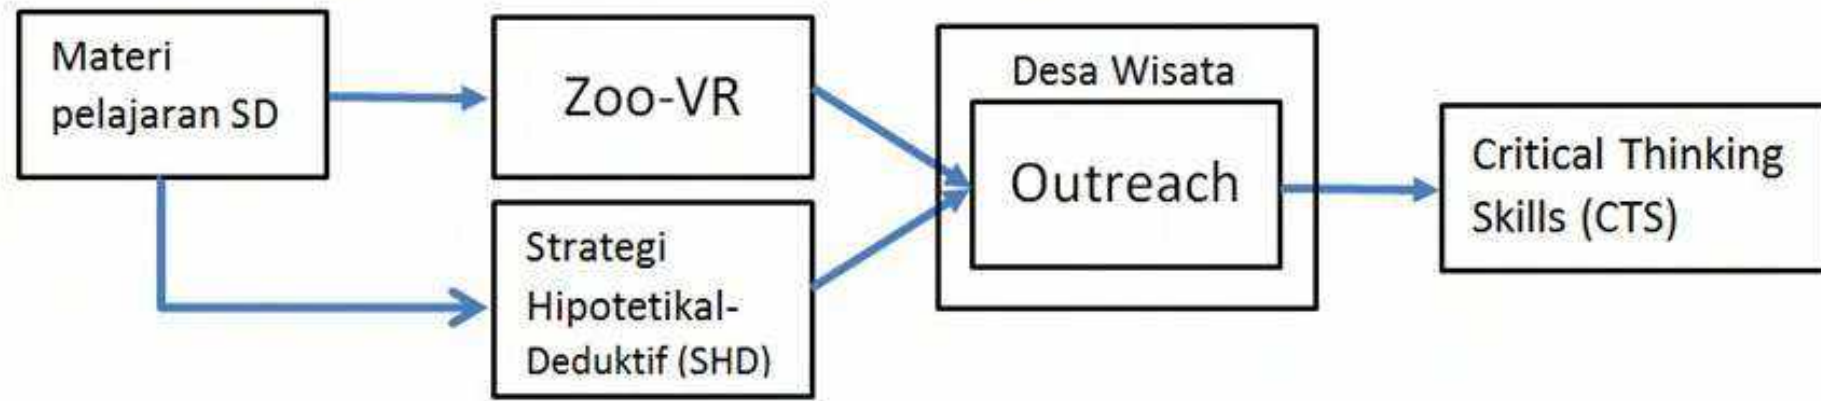 Materi
pelajaran SD
Zoo-VR
Strategi
Hipotetikal-
Deduktif (SHD)
Desa Wisata
Outreach
Critical Thinking
Skills (CTS)